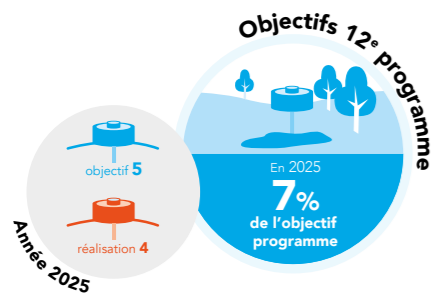 Objectifs 12e programme
En 2025
7%
de l'objectif
programme
objectif 5
réalisation 4
Année 2025